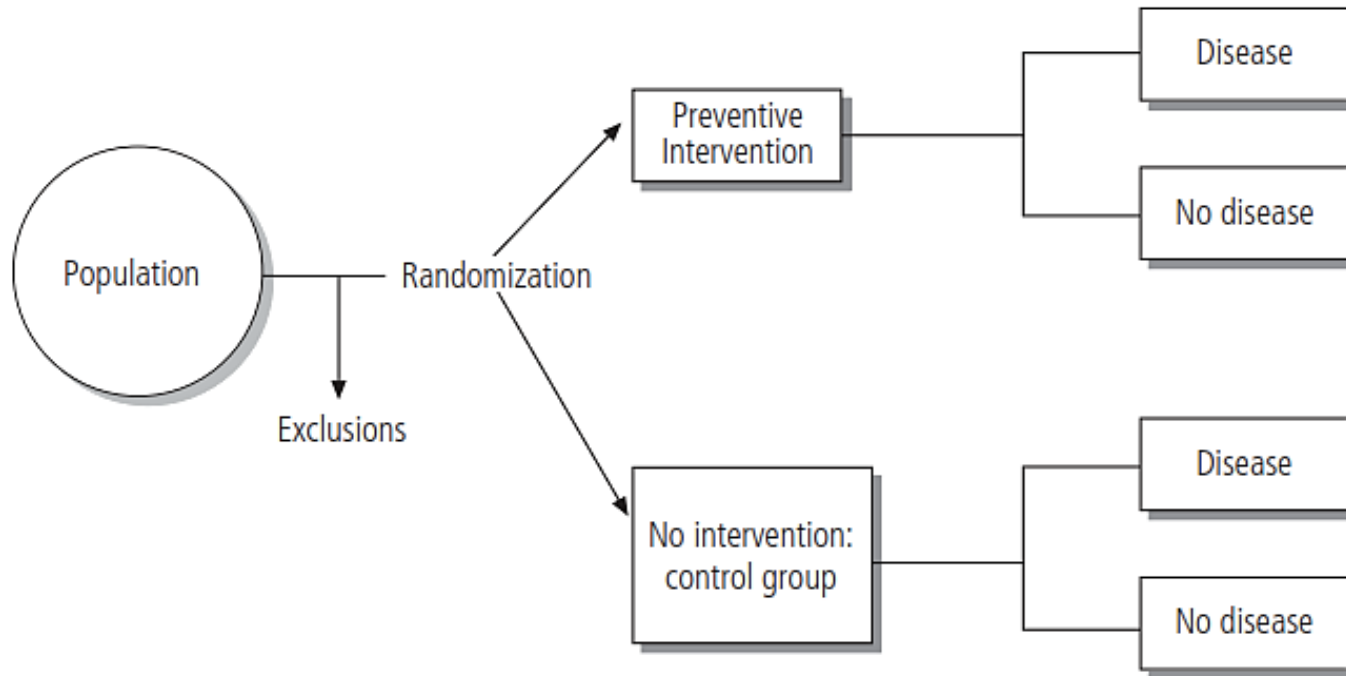 Population
Exclusions
Randomization
Preventive
Intervention
Disease
No disease
No intervention:
control group
Disease
No disease